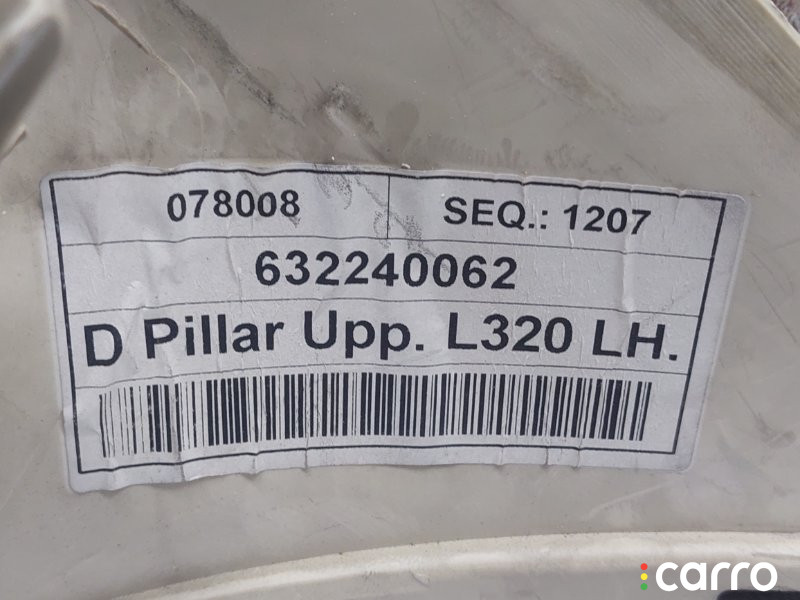 078008 SEQ.: 1207
632240062
D Pillar Upp. L320 LH.
carro